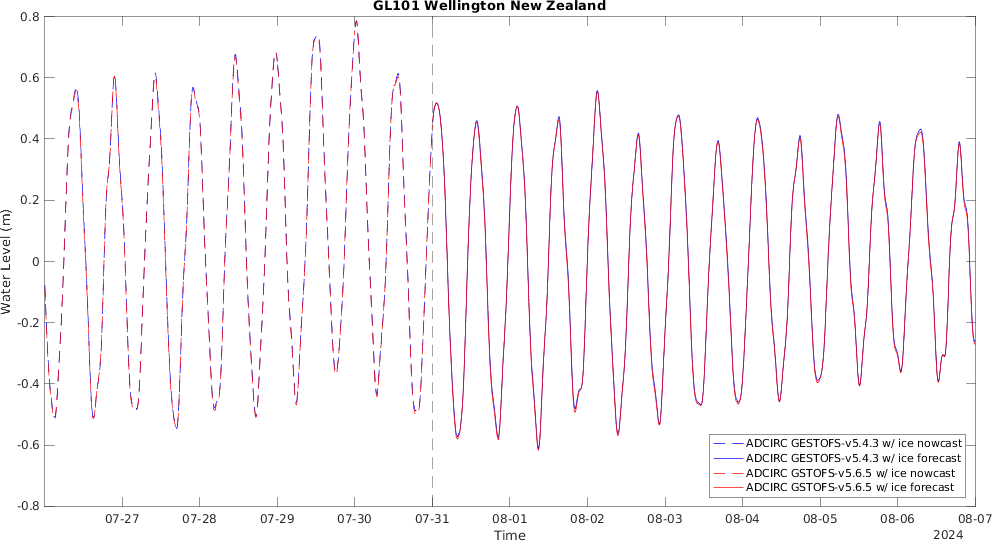 GL101 Wellington New Zealand
0.8
0.6
0.4
0.2
0
-0.2
-0.4
-0.6
-0.8
Water Level (m)
07-27 07-28 07-29 07-30 07-31 08-01 08-02 08-03 08-04 08-05 08-06 08-07
Time
2024
ADCIRC GESTOFS-v5.4.3 w/ ice nowcast
ADCIRC GESTOFS-v5.4.3 w/ ice forecast
ADCIRC GSTOFS-v5.6.5 w/ ice nowcast
ADCIRC GSTOFS-v5.6.5 w/ ice forecast